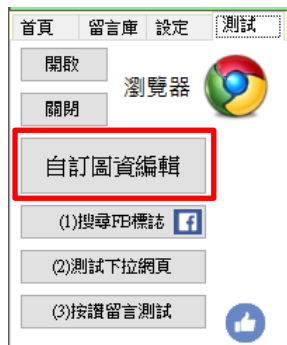 首頁 留言庫 設定 測試
開啟
瀏覽器
關閉
自訂圖資編輯
(1)搜尋FB標誌
(2)測試下拉網頁
(3)按讚留言測試